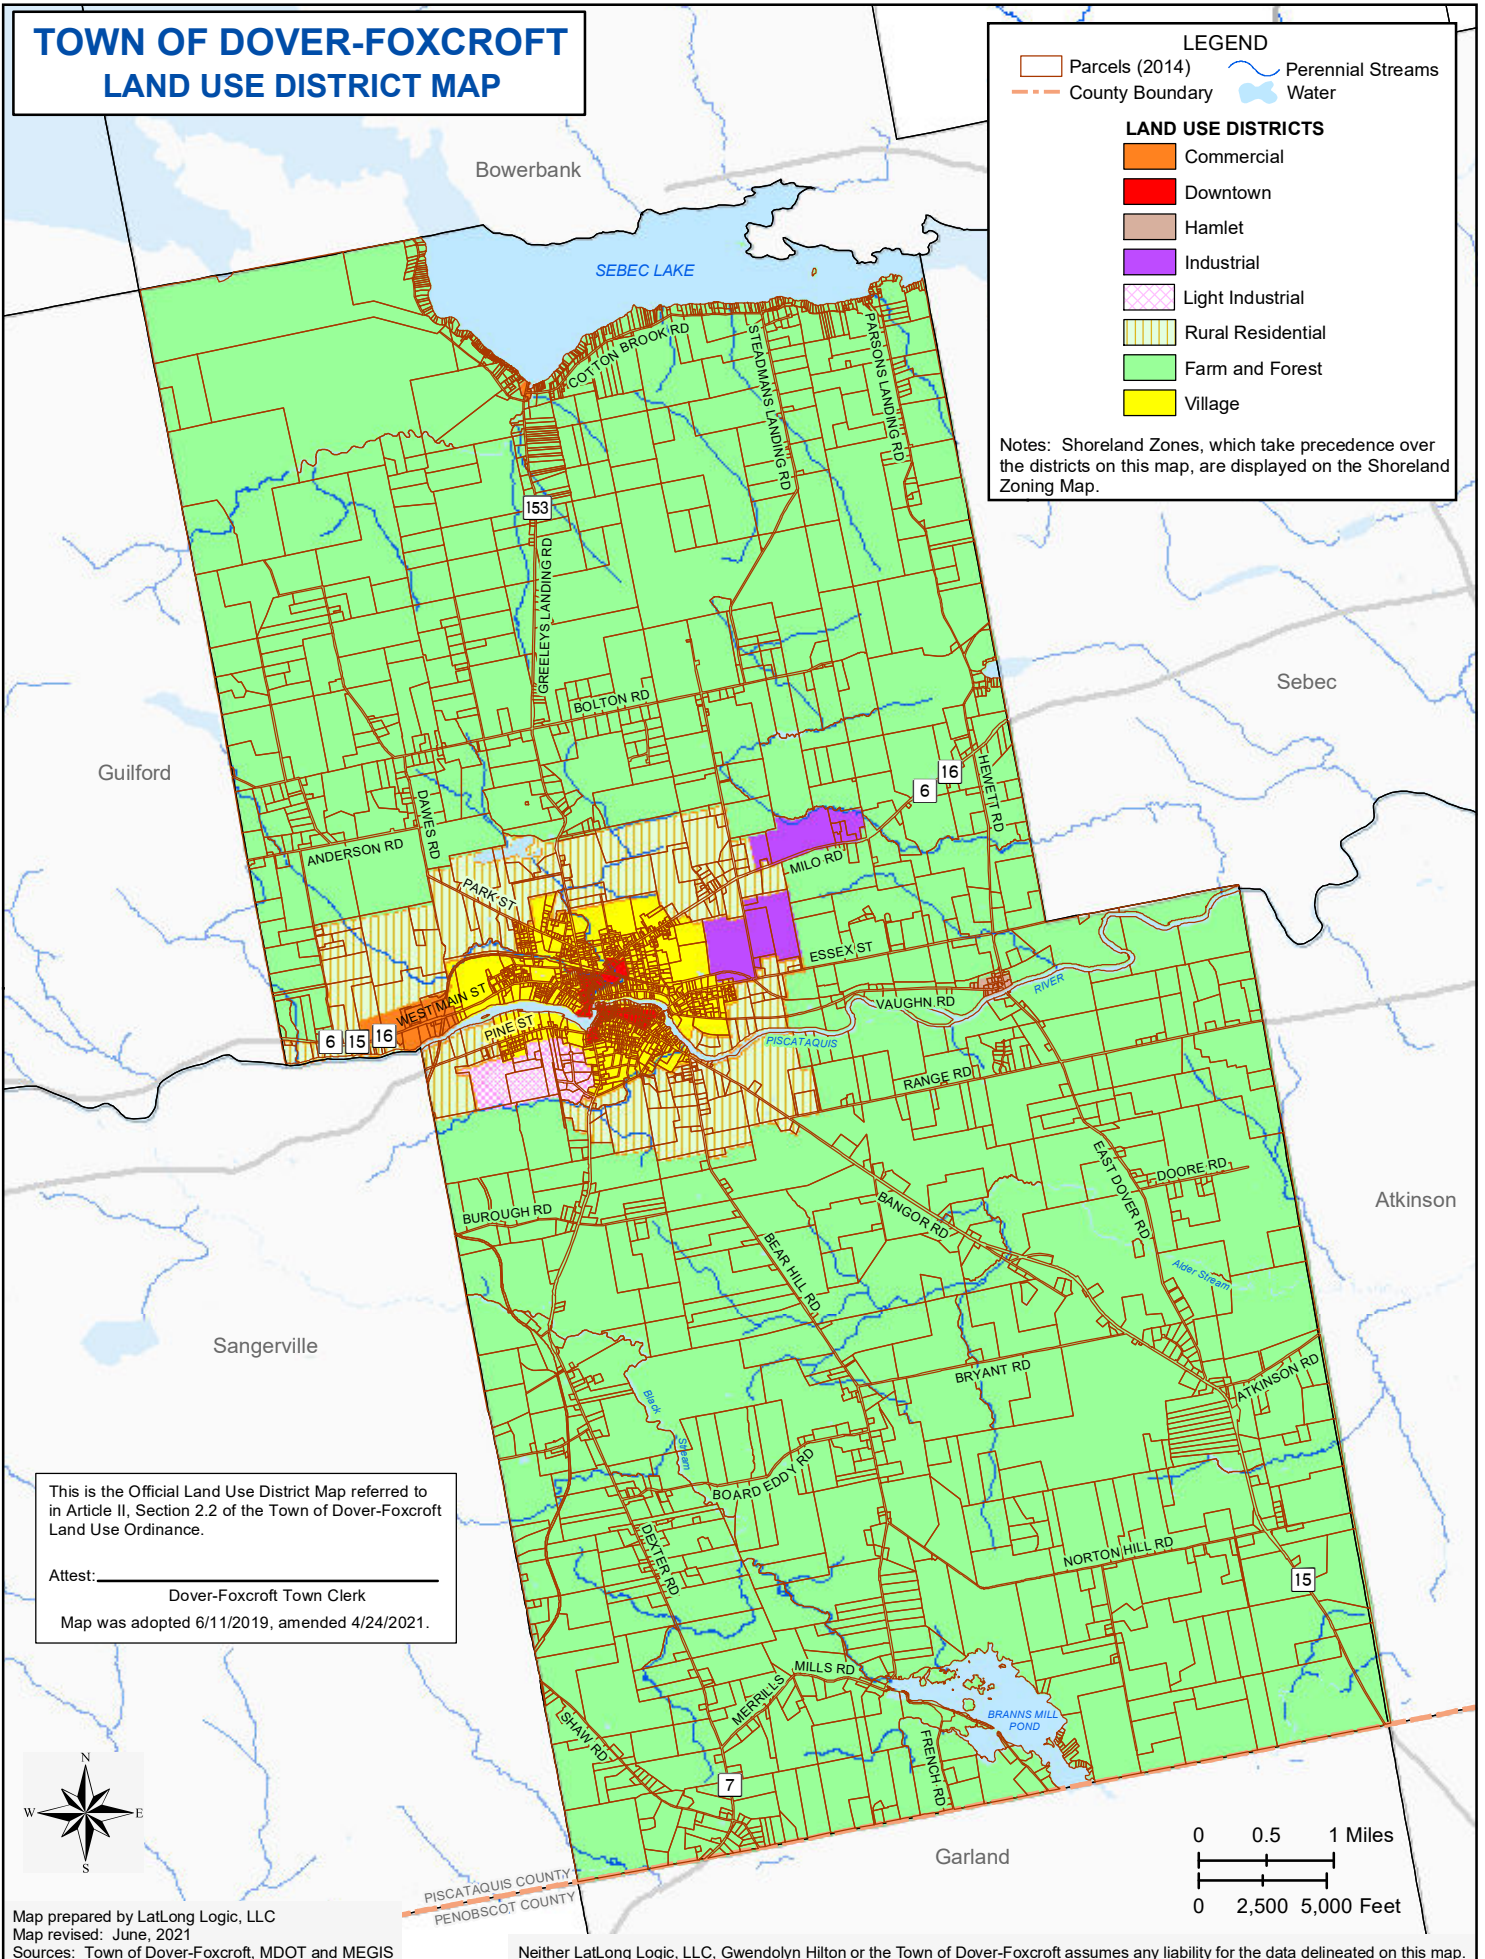 TOWN OF DOVER-FOXCROFT
LAND USE DISTRICT MAP
LEGEND
Parcels (2014)
Perennial Streams
County Boundary
Water
LAND USE DISTRICTS
Commercial
Downtown
Hamlet
Industrial
Light Industrial
Rural Residential
Farm and Forest
Village
Notes: Shoreland Zones, which take precedence over
the districts on this map, are displayed on the Shoreland
Zoning Map.
Bowerbank
SEBEC LAKE
COTTON BROOK RD
STEADMANS LANDING RD
PARSONS LANDING RD
153
GREELEYS LANDING RD
BOLTON RD
Sebec
Guilford
16
6
HEWETT RD
DAWES RD
ANDERSON RD
MILO RD
PARK ST
ESSEX ST
WEST MAIN ST
VAUGHN RD
RIVER
6
15
16
PINE ST
PISCATAQUIS
RANGE RD
EAST DOVER RD
DOORE RD
Atkinson
BUROUGH RD
BANGOR RD
BEAR HILL RD
Alder Stream
Sangerville
BRYANT RD
ATKINSON RD
Black
Stream
BOARD EDDY RD
This is the Official Land Use District Map referred to
in Article II, Section 2.2 of the Town of Dover-Foxcroft
Land Use Ordinance.
Attest:
Dover-Foxcroft Town Clerk
Map was adopted 6/11/2019, amended 4/24/2021.
DEXTER RD
NORTON HILL RD
15
MILLS RD
MERRILLS
BRANNS MILL
POND
SHAW RD
FRENCH RD
7
N
W
E
S
Garland
0 0.5 1 Miles
0 2,500 5,000 Feet
PISCATAQUIS COUNTY
PENOBSCOT COUNTY
Map prepared by LatLong Logic, LLC
Map revised: June, 2021
Sources: Town of Dover-Foxcroft, MDOT and MEGIS
Neither LatLong Logic, LLC, Gwendolyn Hilton or the Town of Dover-Foxcroft assumes any liability for the data delineated on this map.